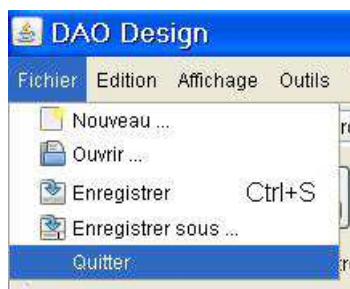 DAO Design
Fichier Edition Affichage Outils
Nouveau ...
Ouvrir ...
Enregistrer Ctrl+S
Enregistrer sous ...
Quitter